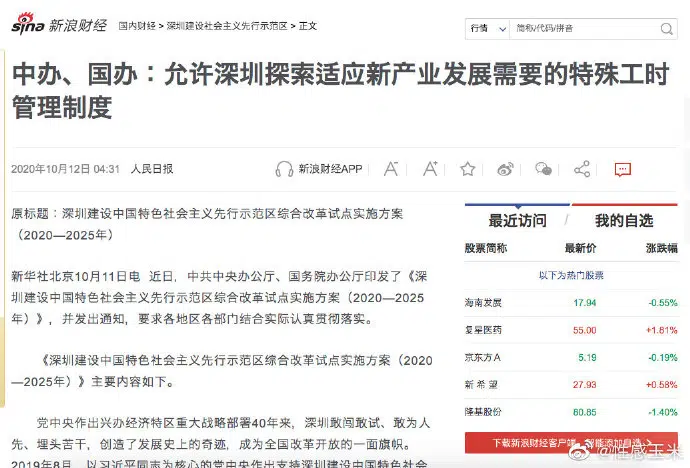 sina 新浪财经
国内财经 > 深圳建设社会主义先行示范区 > 正文
行情
简称/代码/拼音
中办、国办：允许深圳探索适应新产业发展需要的特殊工时
管理制度
2020年10月12日 04:31 人民日报
新浪财经APP
A- A+
原标题：深圳建设中国特色社会主义先行示范区综合改革试点实施方案
（2020—2025年）
新华社北京10月11日电 近日，中共中央办公厅、国务院办公厅印发了《深
圳建设中国特色社会主义先行示范区综合改革试点实施方案（2020—2025
年）》，并发出通知，要求各地区各部门结合实际认真贯彻落实。
《深圳建设中国特色社会主义先行示范区综合改革试点实施方案（2020
—2025年）》主要内容如下。
党中央作出兴办经济特区重大战略部署40年来，深圳敢闯敢试、敢为人
先、埋头苦干，创造了发展史上的奇迹，成为全国改革开放的一面旗帜。
2019年8月，以习近平同志为核心的党中央作出支持深圳建设中国特色社会
最近访问 / 我的自选
股票简称 最新价 涨跌幅
以下为热门股票
海南发展 17.94 -0.55%
复星医药 55.00 +1.81%
京东方A 5.19 -0.19%
新 希 望 27.93 +0.58%
隆基股份 80.85 -1.40%
下载新浪财经客户端 智能添加自选
@性感玉米